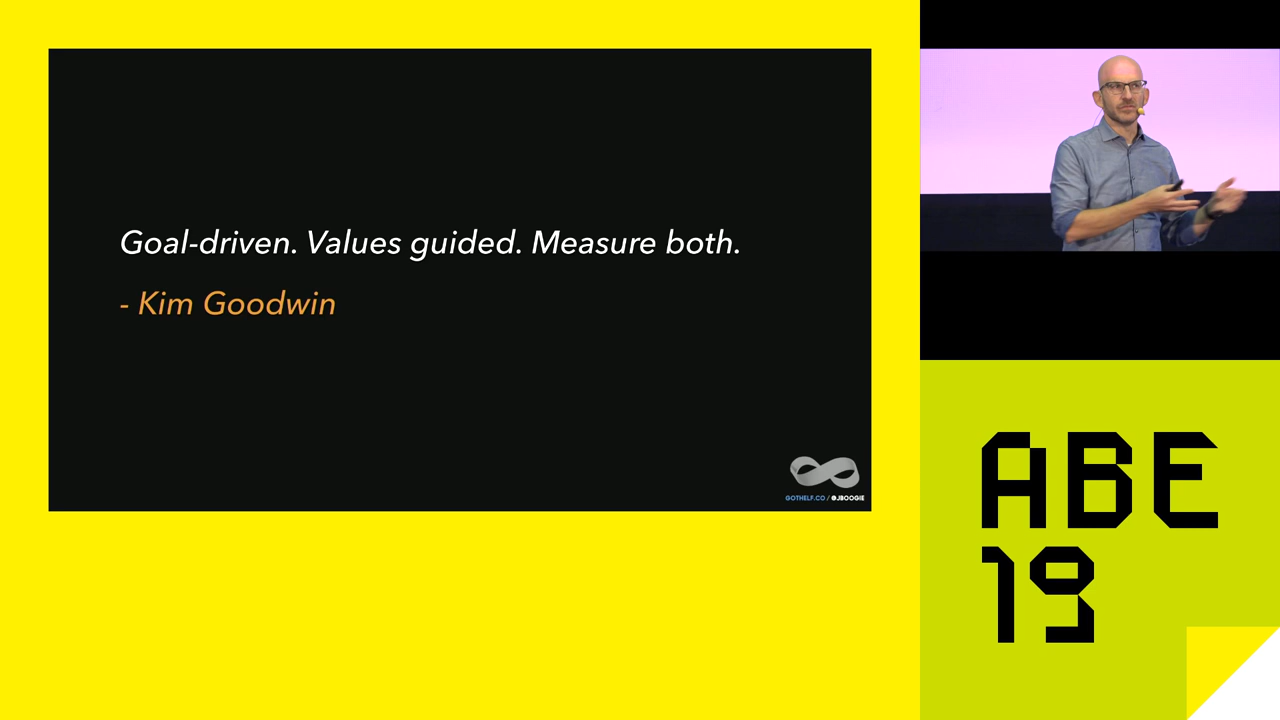 Goal-driven. Values guided. Measure both.
- Kim Goodwin
GOTHELF.CO / @JBOOGIE
ABE
19